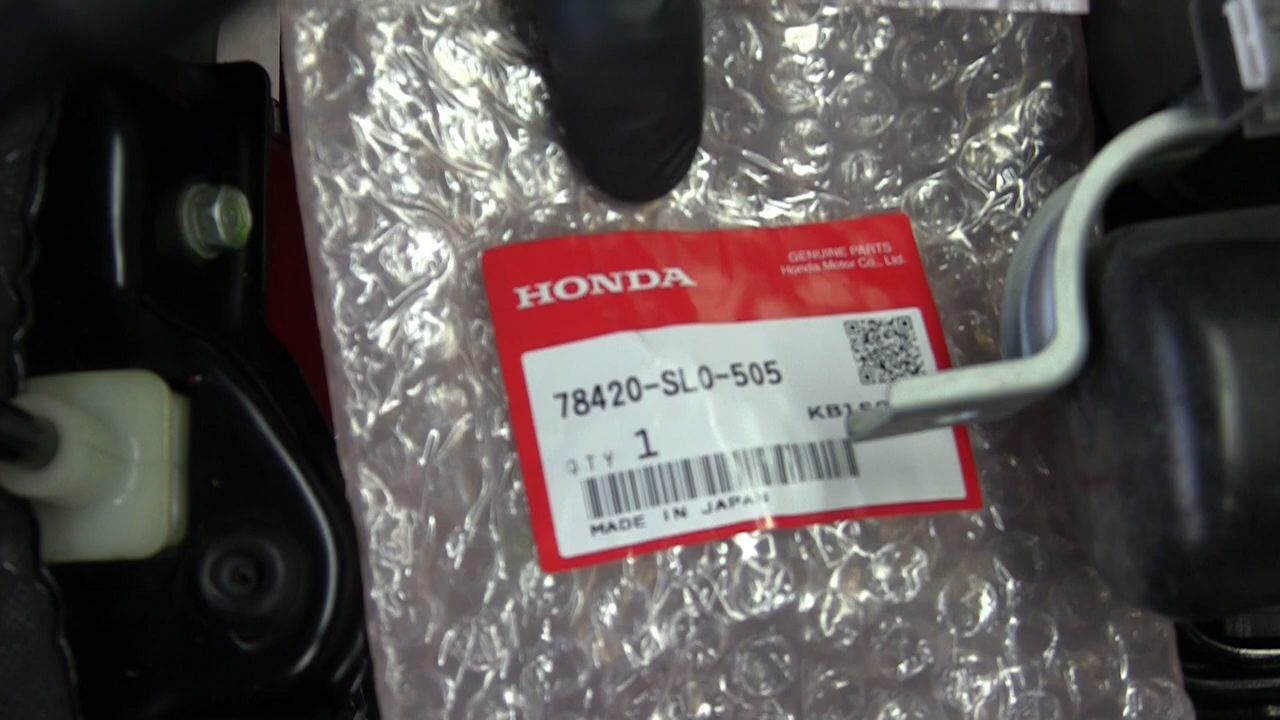 HONDA
GENUINE PARTS
Honda Motor Co., Ltd.
78420-SL0-505
QTY 1
MADE IN JAPAN